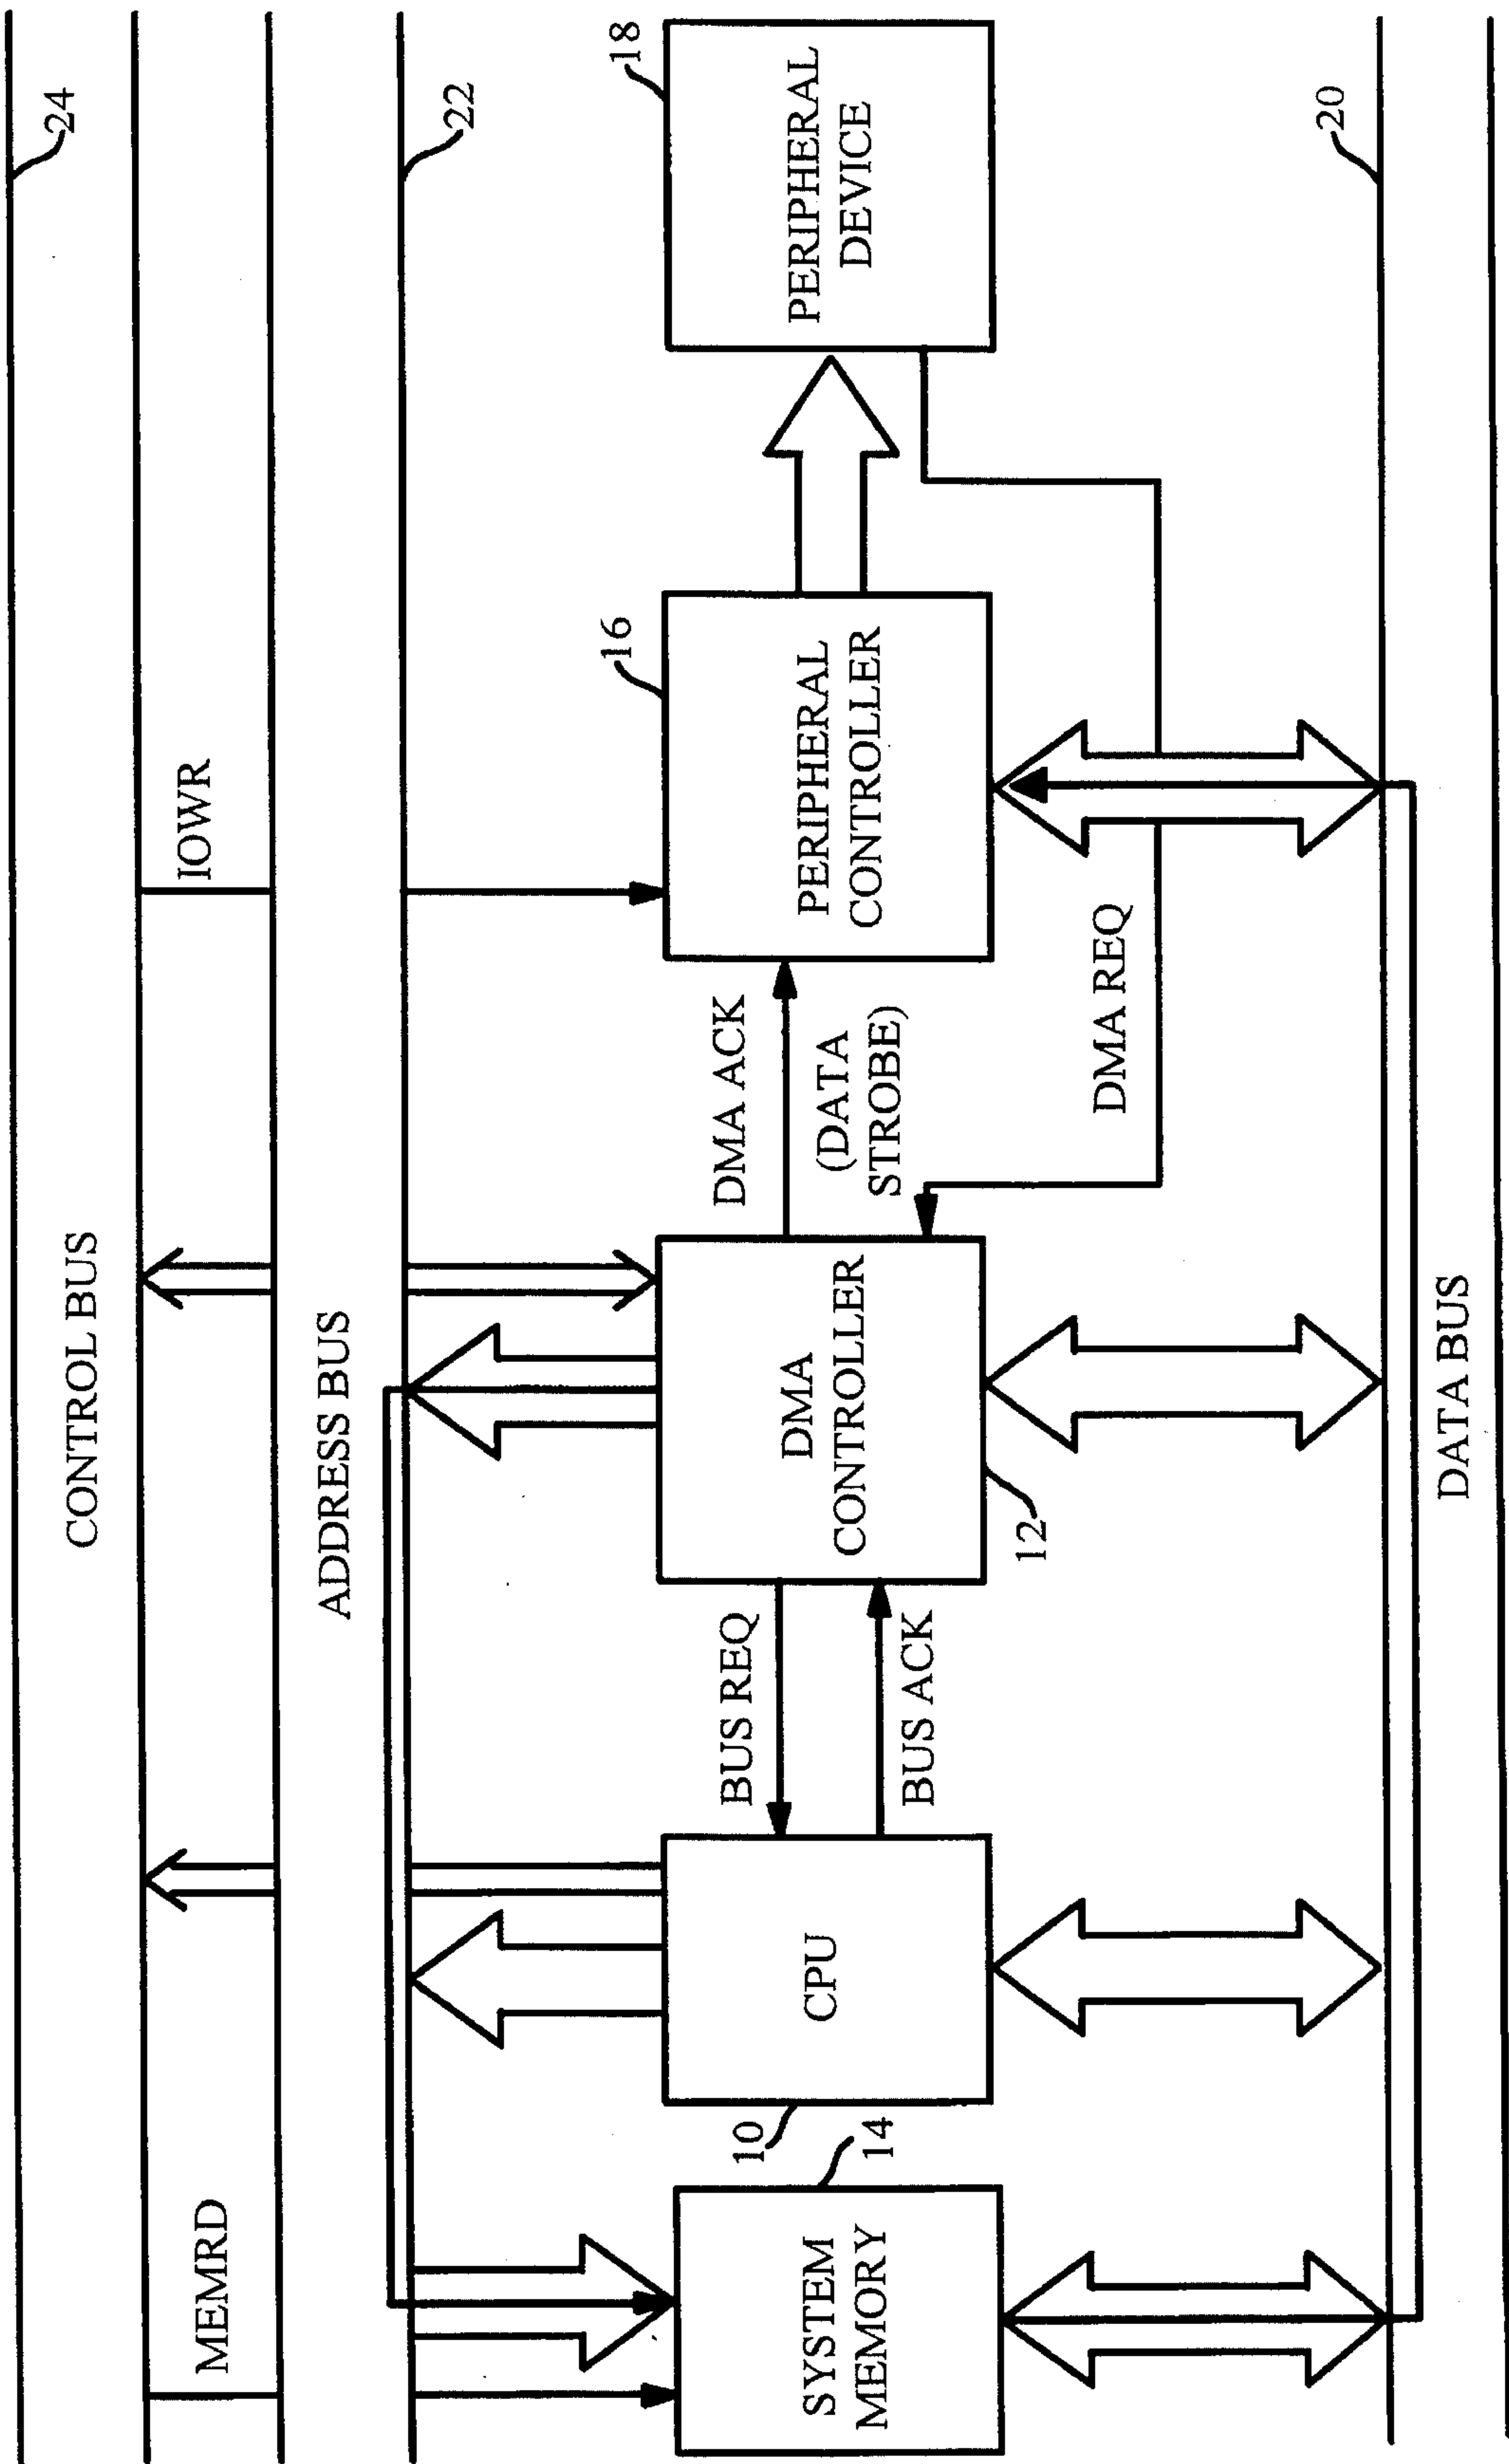 24
CONTROL BUS
MEMRD
IOWR
ADDRESS BUS
22
SYSTEM
MEMORY
14
10
CPU
BUS REQ
BUS ACK
DMA
CONTROLLER
12
DMA ACK
(DATA
STROBE)
DMA REQ
PERIPHERAL
CONTROLLER
16
PERIPHERAL
DEVICE
18
20
DATA BUS